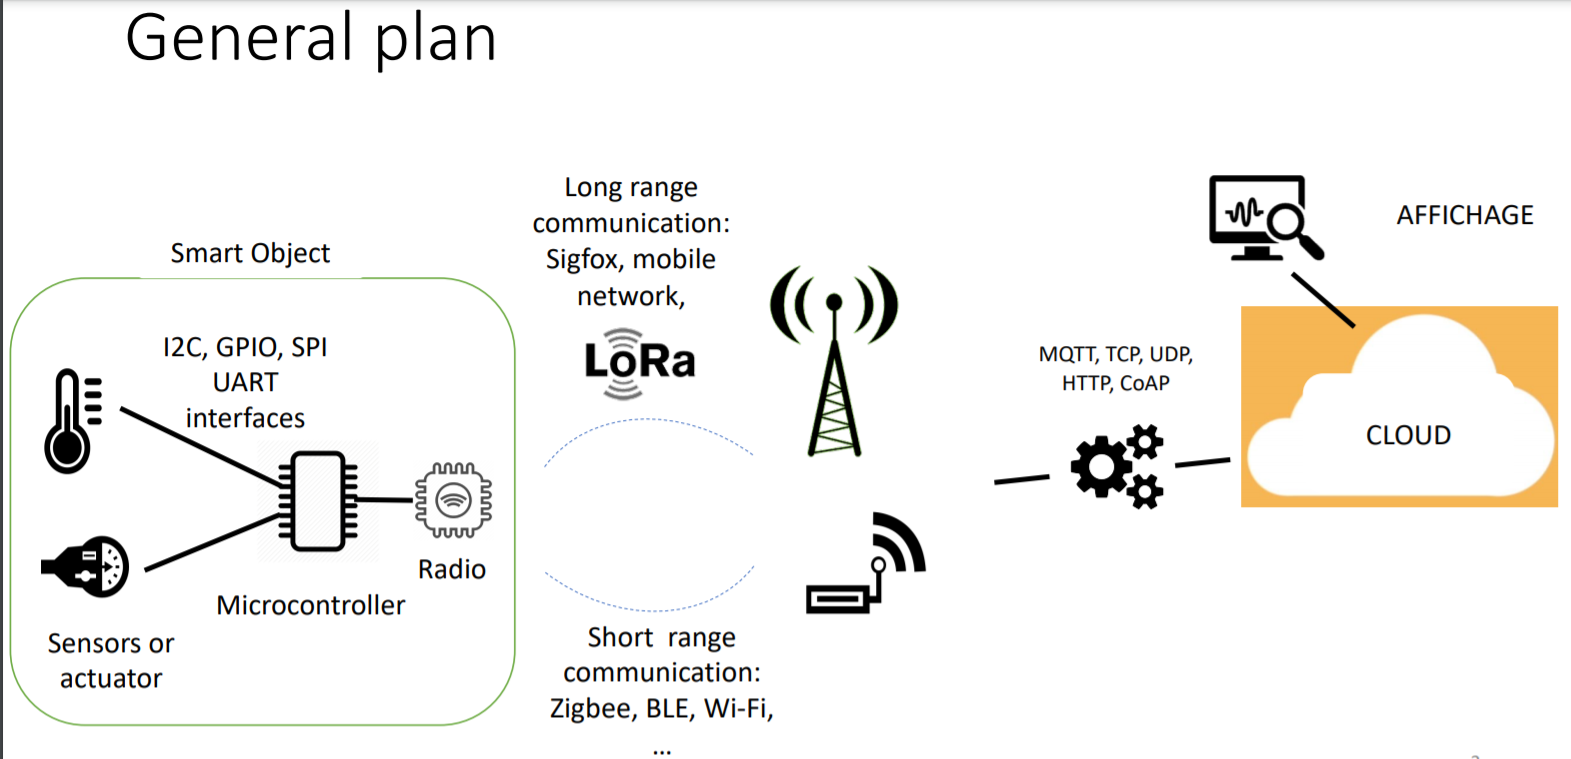 General plan
Smart Object
I2C, GPIO, SPI
UART
interfaces
Radio
Microcontroller
Sensors or
actuator
Long range
communication:
Sigfox, mobile
network,
LoRa
Short range
communication:
Zigbee, BLE, Wi-Fi,
...
MQTT, TCP, UDP,
HTTP, CoAP
AFFICHAGE
CLOUD